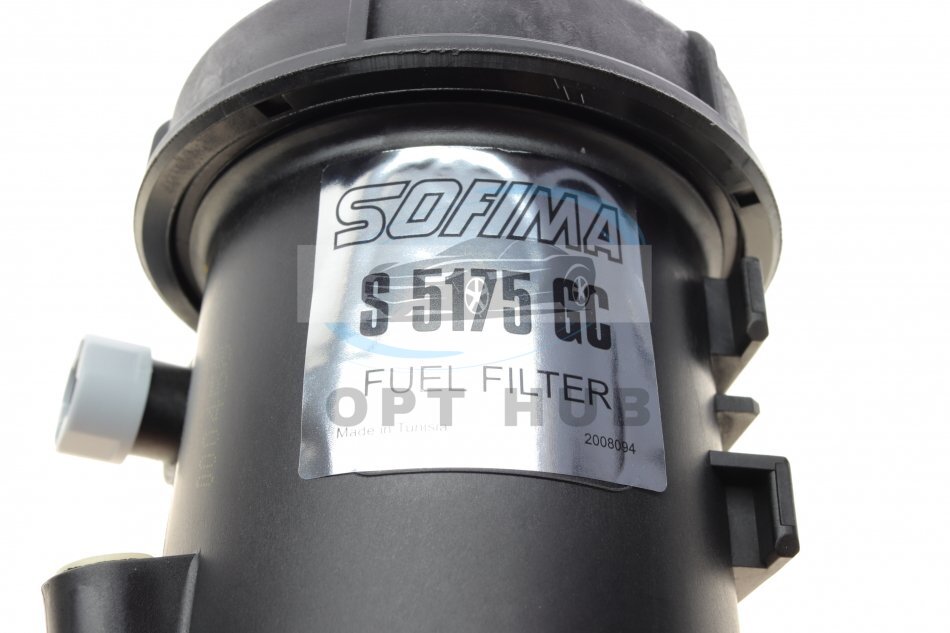 SOFIMA
S 5175 GC
FUEL FILTER
OPT HUB
Made in Tunisia
2008094